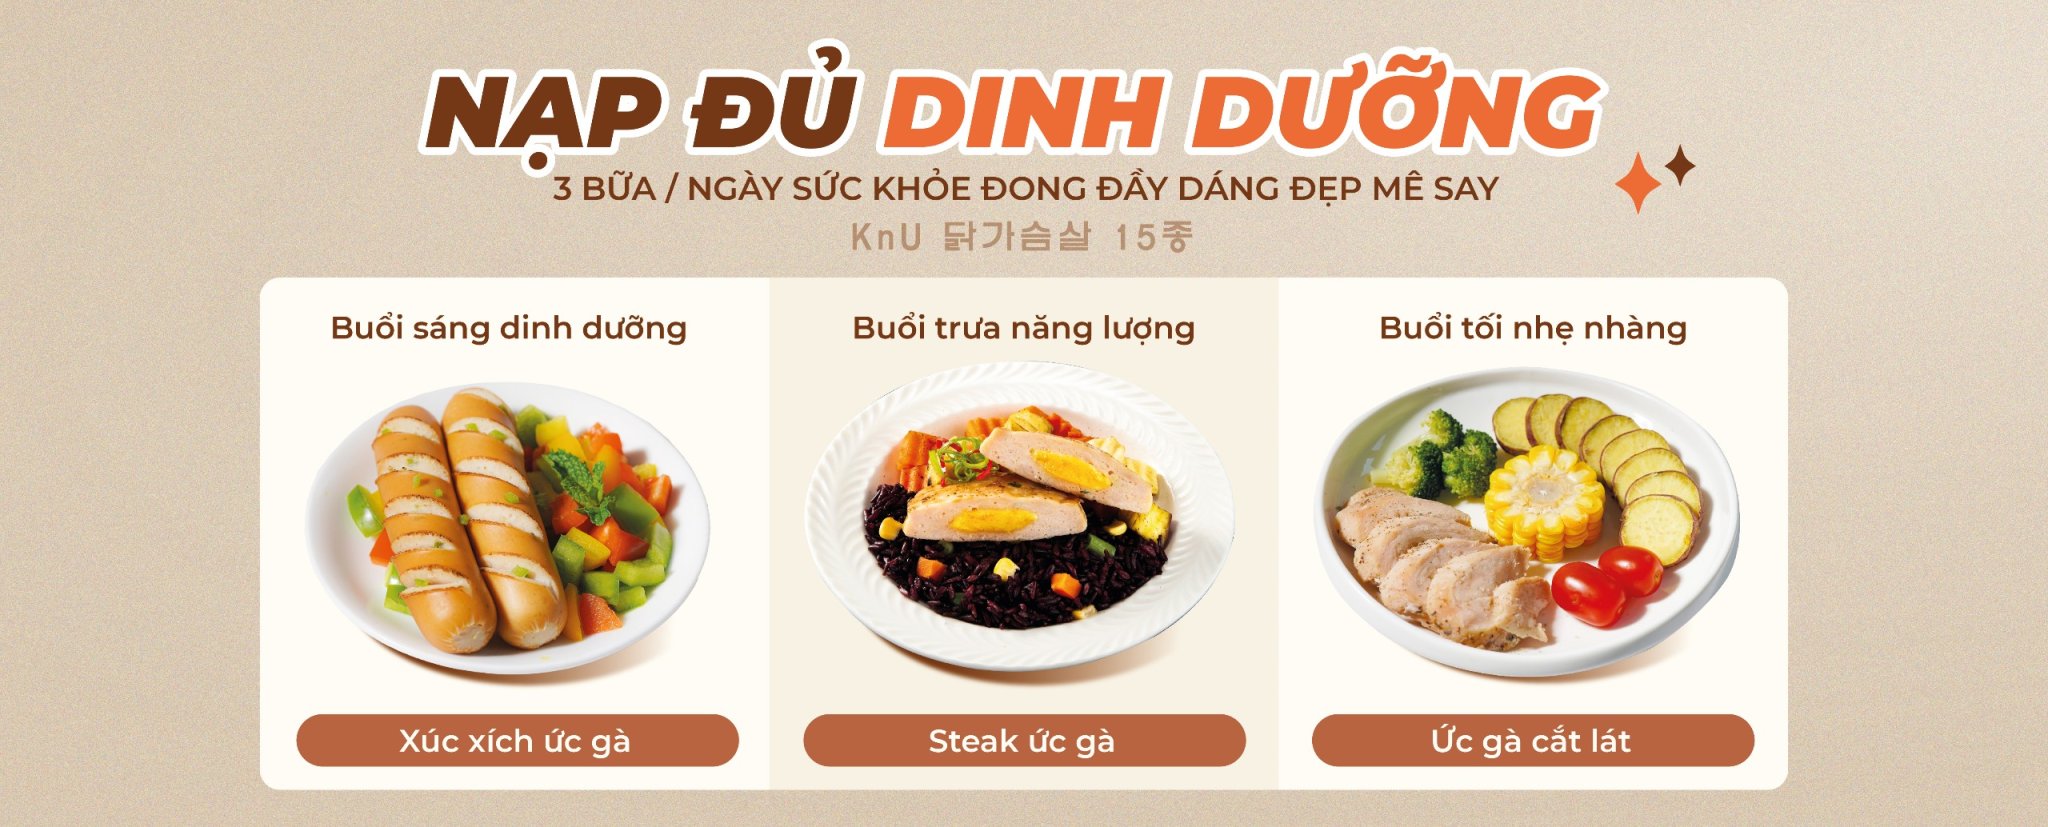 NẠP ĐỦ DINH DƯỠNG
3 BỮA / NGÀY SỨC KHỎE ĐONG ĐẦY DÁNG ĐẸP MÊ SAY
KnU 닭가슴살 15종
Buổi sáng dinh dưỡng
Xúc xích ức gà
Buổi trưa năng lượng
Steak ức gà
Buổi tối nhẹ nhàng
Ức gà cắt lát